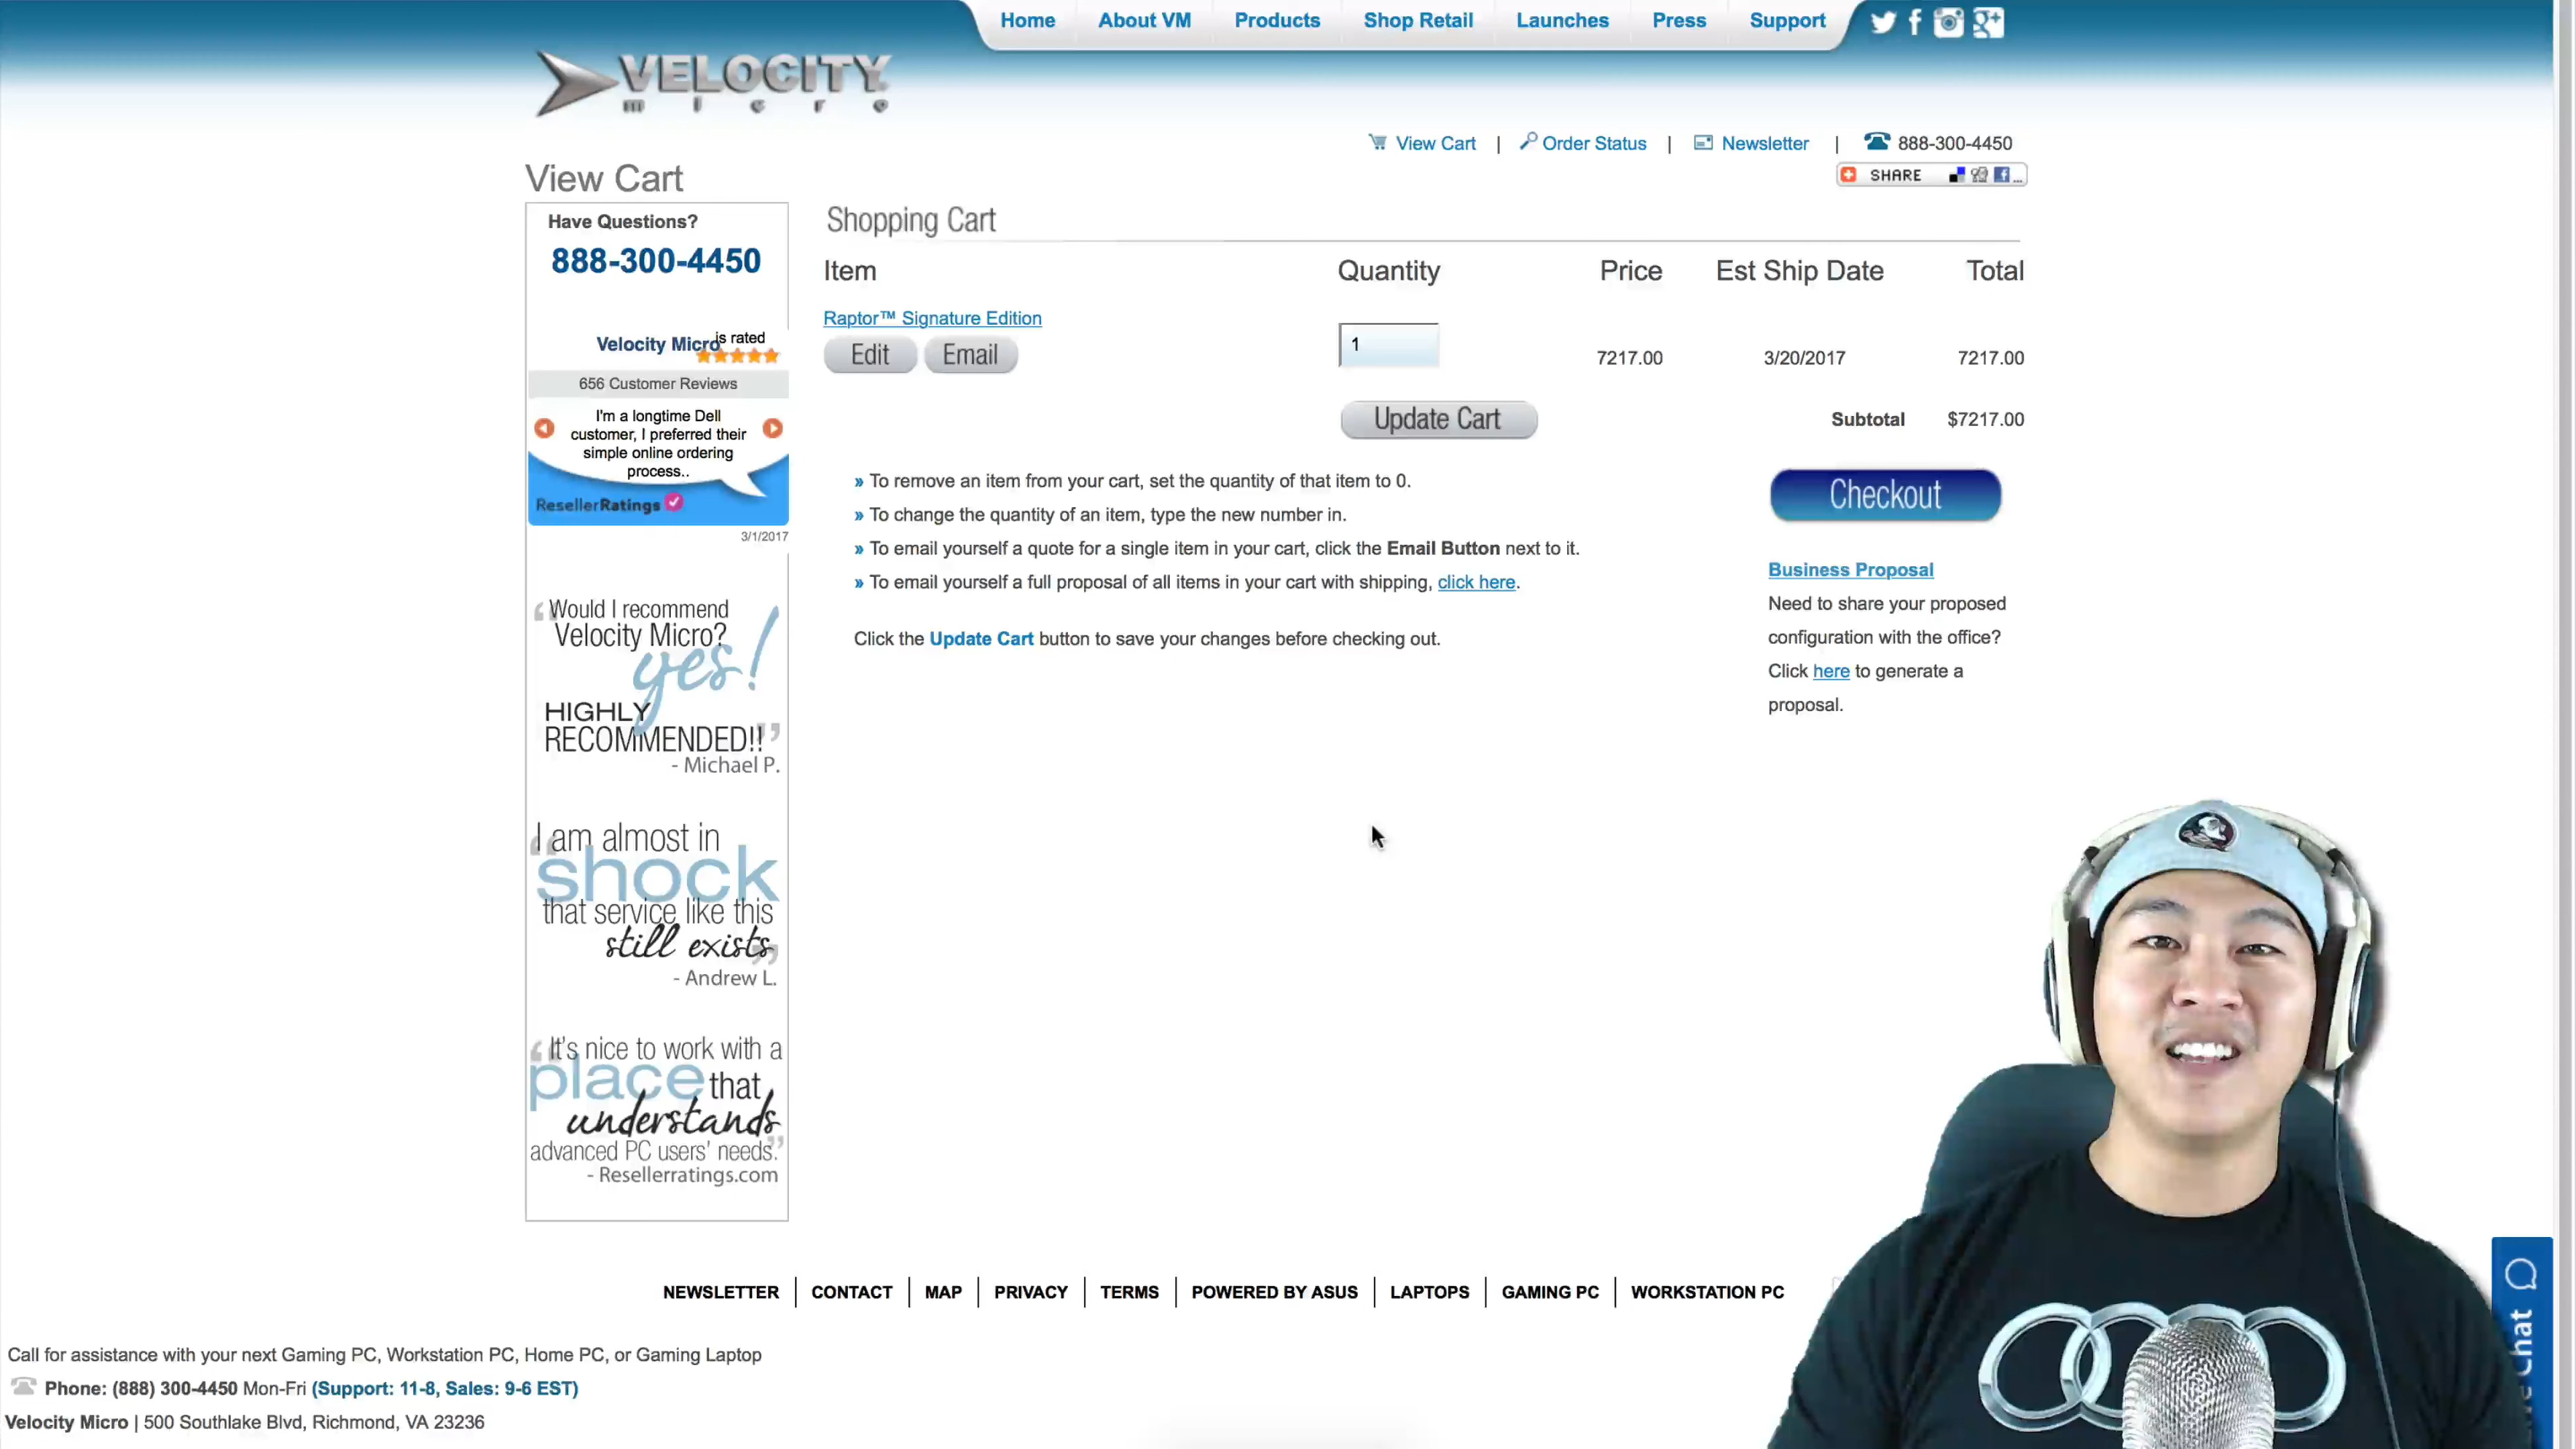 Home
About VM
Products
Shop Retail
Launches
Press
Support
VELOCITY
micro
View Cart | Order Status | Newsletter | 888-300-4450
SHARE ...
View Cart
Have Questions?
888-300-4450
Velocity Micro is rated
656 Customer Reviews
I'm a longtime Dell
customer, I preferred their
simple online ordering
process..
ResellerRatings
3/1/2017
“Would I recommend
Velocity Micro?
yes!
HIGHLY
RECOMMENDED!!”
- Michael P.
“I am almost in
shock
that service like this
still exists”
- Andrew L.
“It's nice to work with a
place that
understands
advanced PC users' needs.”
- Resellerratings.com
Shopping Cart
Item Quantity Price Est Ship Date Total
Raptor™ Signature Edition
Edit Email
1 7217.00 3/20/2017 7217.00
Update Cart
Subtotal $7217.00
Checkout
» To remove an item from your cart, set the quantity of that item to 0.
» To change the quantity of an item, type the new number in.
» To email yourself a quote for a single item in your cart, click the Email Button next to it.
» To email yourself a full proposal of all items in your cart with shipping, click here.
Click the Update Cart button to save your changes before checking out.
Business Proposal
Need to share your proposed
configuration with the office?
Click here to generate a
proposal.
NEWSLETTER | CONTACT | MAP | PRIVACY | TERMS | POWERED BY ASUS | LAPTOPS | GAMING PC | WORKSTATION PC
Call for assistance with your next Gaming PC, Workstation PC, Home PC, or Gaming Laptop
Phone: (888) 300-4450 Mon-Fri (Support: 11-8, Sales: 9-6 EST)
Velocity Micro | 500 Southlake Blvd, Richmond, VA 23236
Chat